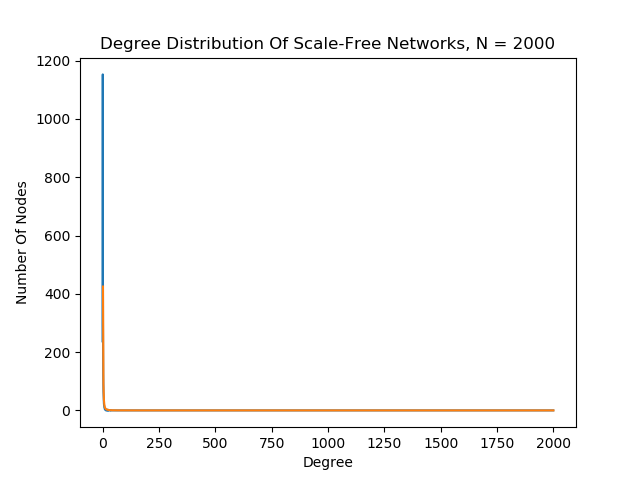 Degree Distribution Of Scale-Free Networks, N = 2000
1200
1000
800
600
400
200
0
Number Of Nodes
0 250 500 750 1000 1250 1500 1750 2000
Degree